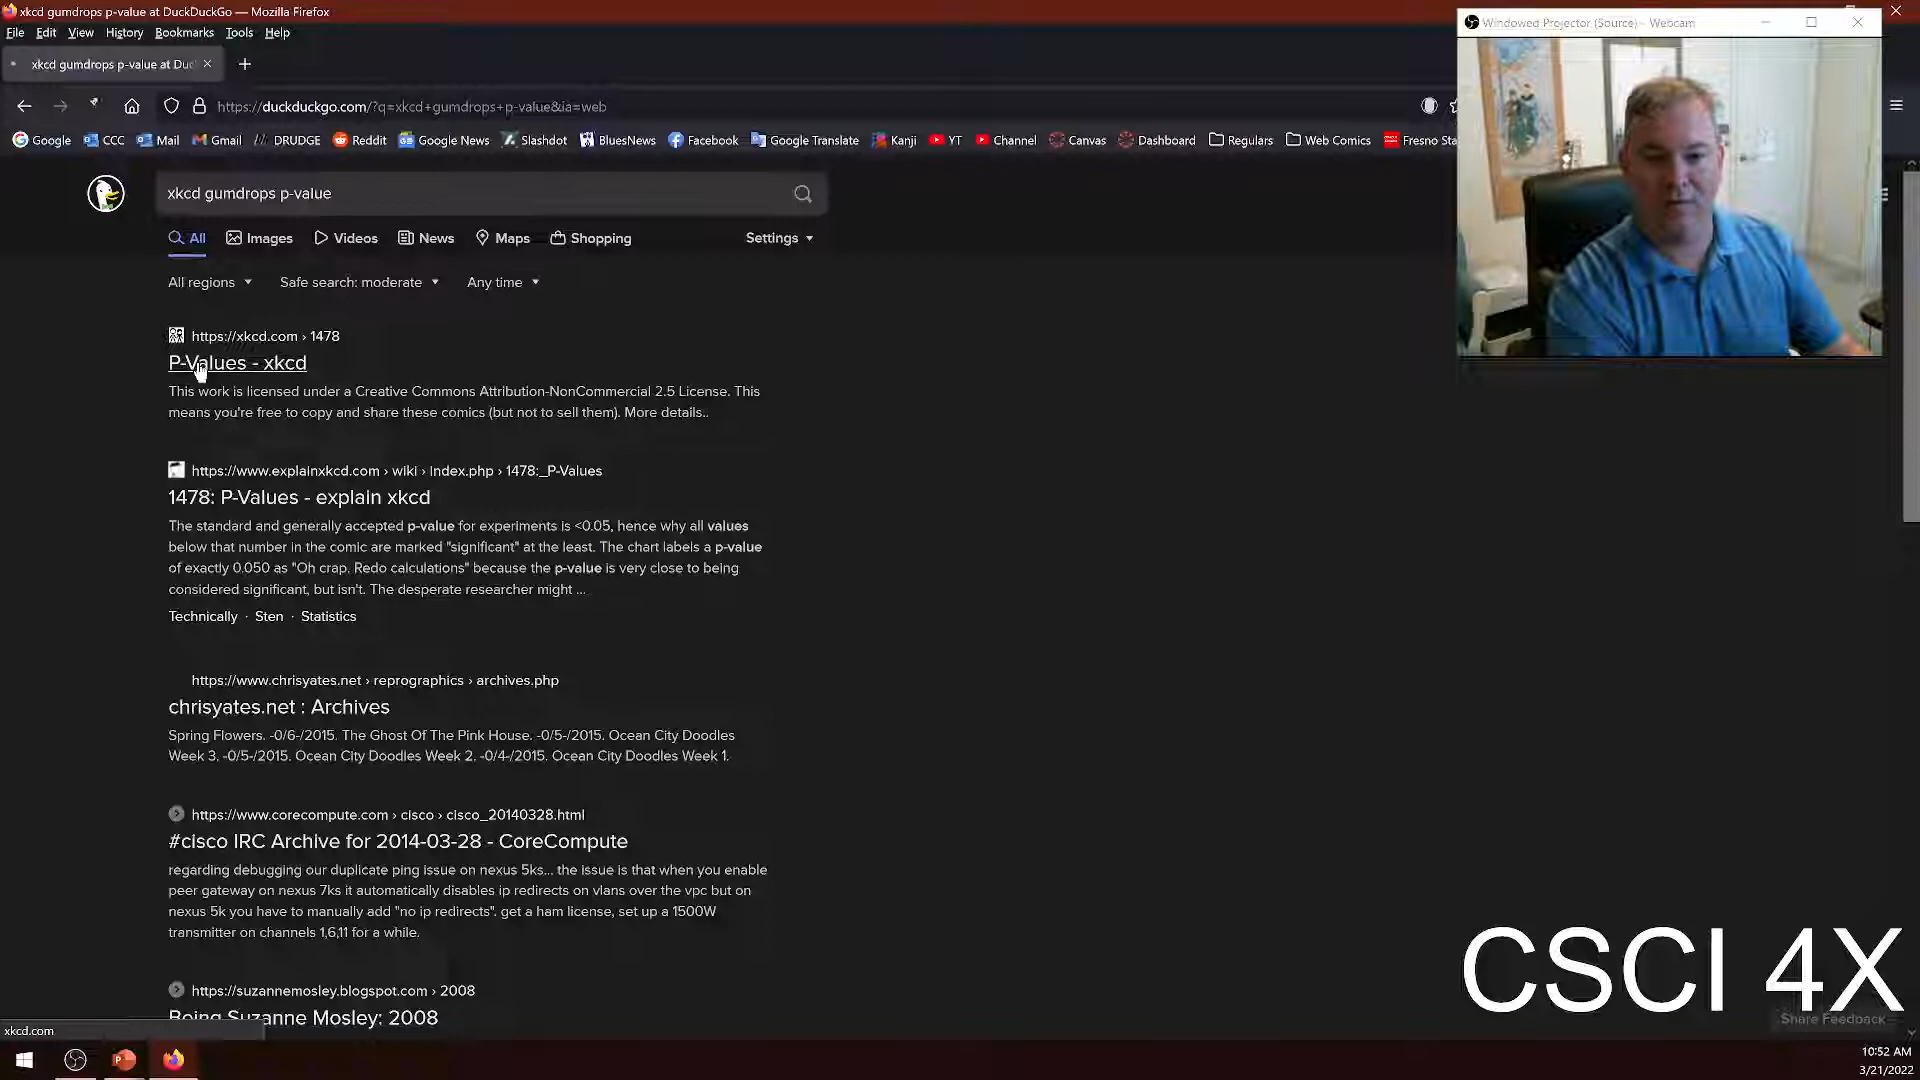 xkcd gumdrops p-value at DuckDuckGo — Mozilla Firefox
Windowed Projector (Source) - Webcam
File Edit View History Bookmarks Tools Help
xkcd gumdrops p-value at Duc
https://duckduckgo.com/?q=xkcd+gumdrops+p-value&ia=web
Google CCC Mail Gmail DRUDGE Reddit Google News Slashdot BluesNews Facebook Google Translate Kanji YT Channel Canvas Dashboard Regulars Web Comics Fresno Sta
xkcd gumdrops p-value
All Images Videos News Maps Shopping Settings
All regions Safe search: moderate Any time
https://xkcd.com › 1478
P-Values - xkcd
This work is licensed under a Creative Commons Attribution-NonCommercial 2.5 License. This
means you're free to copy and share these comics (but not to sell them). More details..
https://www.explainxkcd.com › wiki › index.php › 1478:_P-Values
1478: P-Values - explain xkcd
The standard and generally accepted p-value for experiments is <0.05, hence why all values
below that number in the comic are marked "significant" at the least. The chart labels a p-value
of exactly 0.050 as "Oh crap. Redo calculations" because the p-value is very close to being
considered significant, but isn't. The desperate researcher might ...
Technically · Sten · Statistics
https://www.chrisyates.net › reprographics › archives.php
chrisyates.net : Archives
Spring Flowers. -0/6-/2015. The Ghost Of The Pink House. -0/5-/2015. Ocean City Doodles
Week 3. -0/5-/2015. Ocean City Doodles Week 2. -0/4-/2015. Ocean City Doodles Week 1.
https://www.corecompute.com › cisco › cisco_20140328.html
#cisco IRC Archive for 2014-03-28 - CoreCompute
regarding debugging our duplicate ping issue on nexus 5ks... the issue is that when you enable
peer gateway on nexus 7ks it automatically disables ip redirects on vlans over the vpc but on
nexus 5k you have to manually add "no ip redirects". get a ham license, set up a 1500W
transmitter on channels 1,6,11 for a while.
https://suzannemosley.blogspot.com › 2008
Being Suzanne Mosley: 2008
CSCI 4X
Share Feedback
xkcd.com
10:52 AM
3/21/2022